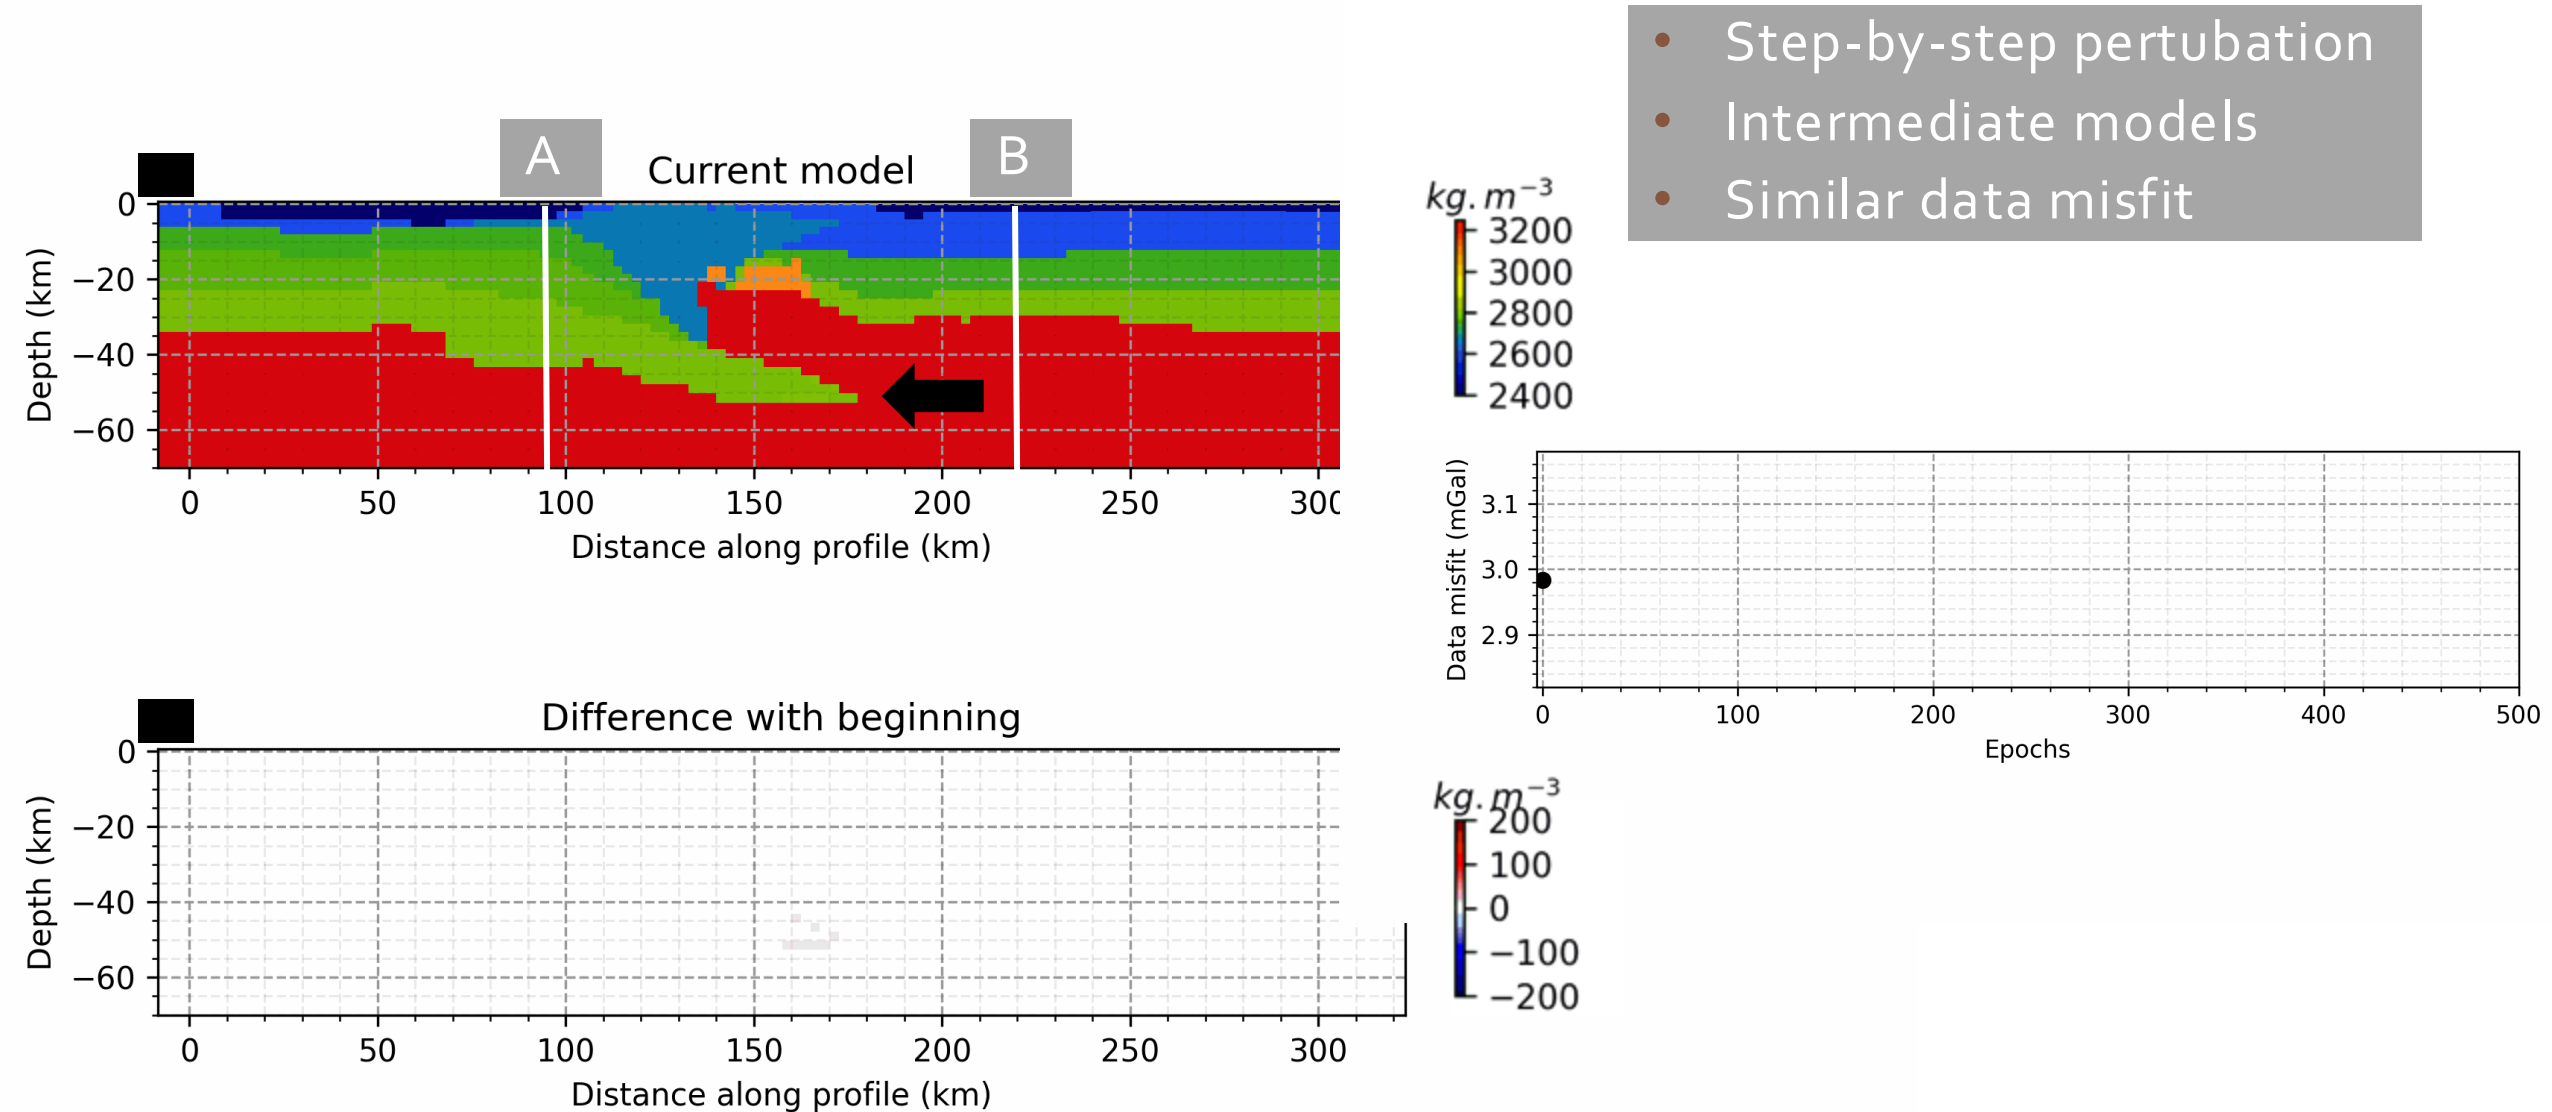 • Step-by-step pertubation
• Intermediate models
• Similar data misfit
A
B
Current model
0
−20
−40
−60
Depth (km)
0 50 100 150 200 250 300
Distance along profile (km)
kg.m⁻³
3200
3000
2800
2600
2400
3.1
3.0
2.9
Data misfit (mGal)
0 100 200 300 400 500
Epochs
Difference with beginning
0
−20
−40
−60
Depth (km)
0 50 100 150 200 250 300
Distance along profile (km)
kg.m⁻³
200
100
0
−100
−200